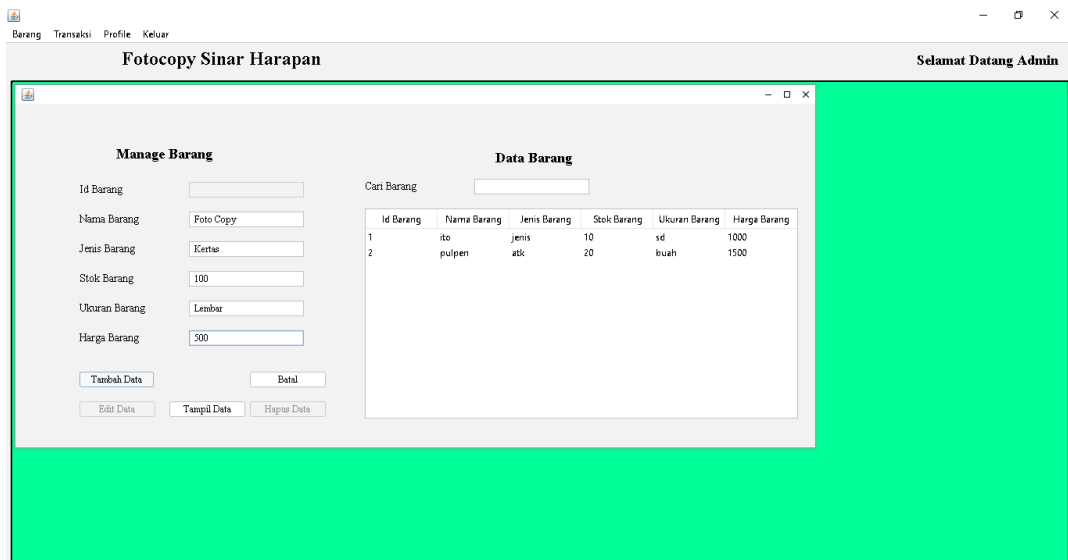 Barang Transaksi Profile Keluar
Fotocopy Sinar Harapan
Selamat Datang Admin
Manage Barang
Id Barang
Nama Barang Foto Copy
Jenis Barang Kertas
Stok Barang 100
Ukuran Barang Lembar
Harga Barang 500
Tambah Data Batal
Edit Data Tampil Data Hapus Data
Data Barang
Cari Barang
Id Barang Nama Barang Jenis Barang Stok Barang Ukuran Barang Harga Barang
1 ito jenis 10 sd 1000
2 pulpen atk 20 buah 1500